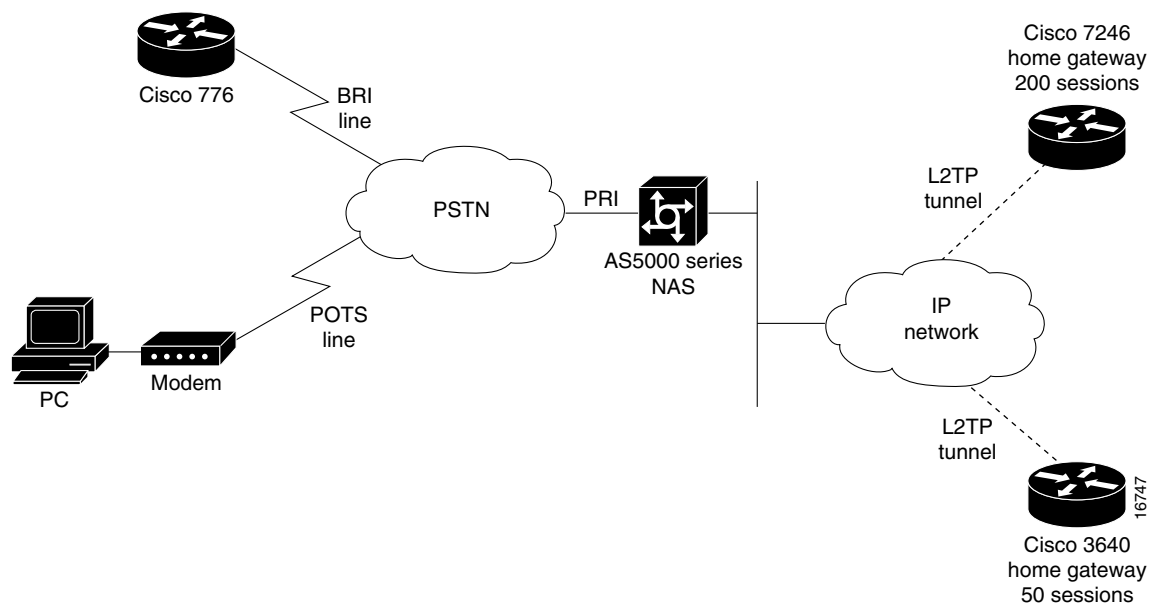 Cisco 7246
home gateway
200 sessions
Cisco 776
BRI
line
L2TP
tunnel
PSTN
PRI
AS5000 series
NAS
IP
network
POTS
line
Modem
PC
L2TP
tunnel
16747
Cisco 3640
home gateway
50 sessions